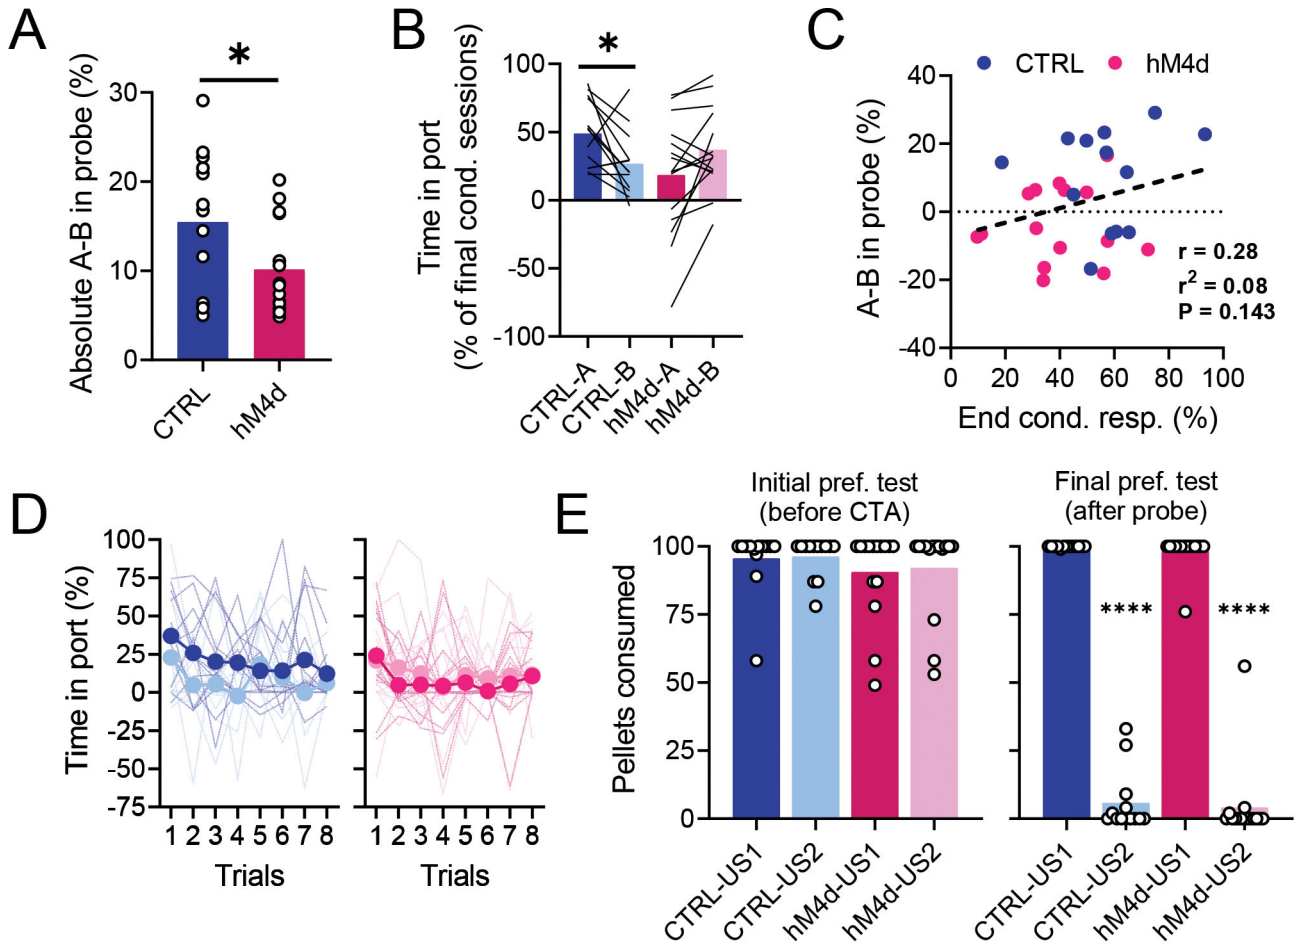 A
Absolute A-B in probe (%)
*
30
20
10
0
CTRL
hM4d
B
Time in port
(% of final cond. sessions)
*
100
50
0
-50
-100
CTRL-A
CTRL-B
hM4d-A
hM4d-B
C
CTRL
hM4d
A-B in probe (%)
40
20
0
-20
-40
r = 0.28
r² = 0.08
P = 0.143
0 20 40 60 80 100
End cond. resp. (%)
D
Time in port (%)
100
75
50
25
0
-25
-50
-75
1 2 3 4 5 6 7 8
Trials
1 2 3 4 5 6 7 8
Trials
E
Initial pref. test
(before CTA)
Pellets consumed
100
75
50
25
0
CTRL-US1
CTRL-US2
hM4d-US1
hM4d-US2
Final pref. test
(after probe)
**** ****
CTRL-US1
CTRL-US2
hM4d-US1
hM4d-US2